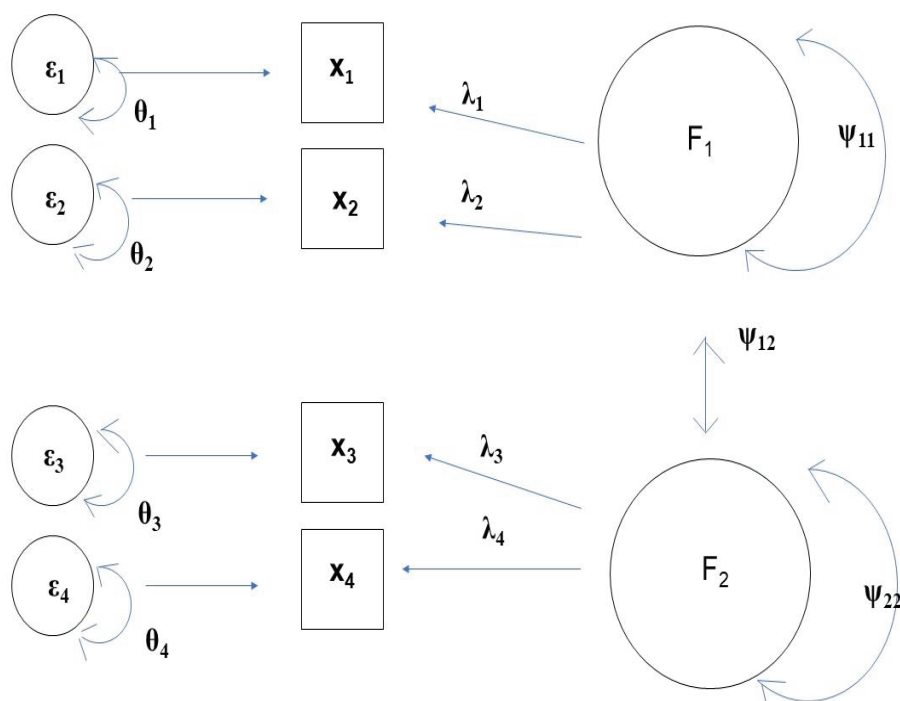 ε₁
θ₁
x₁
λ₁
F₁
ψ₁₁
ε₂
θ₂
x₂
λ₂
ψ₁₂
ε₃
θ₃
x₃
λ₃
ε₄
θ₄
x₄
λ₄
F₂
ψ₂₂